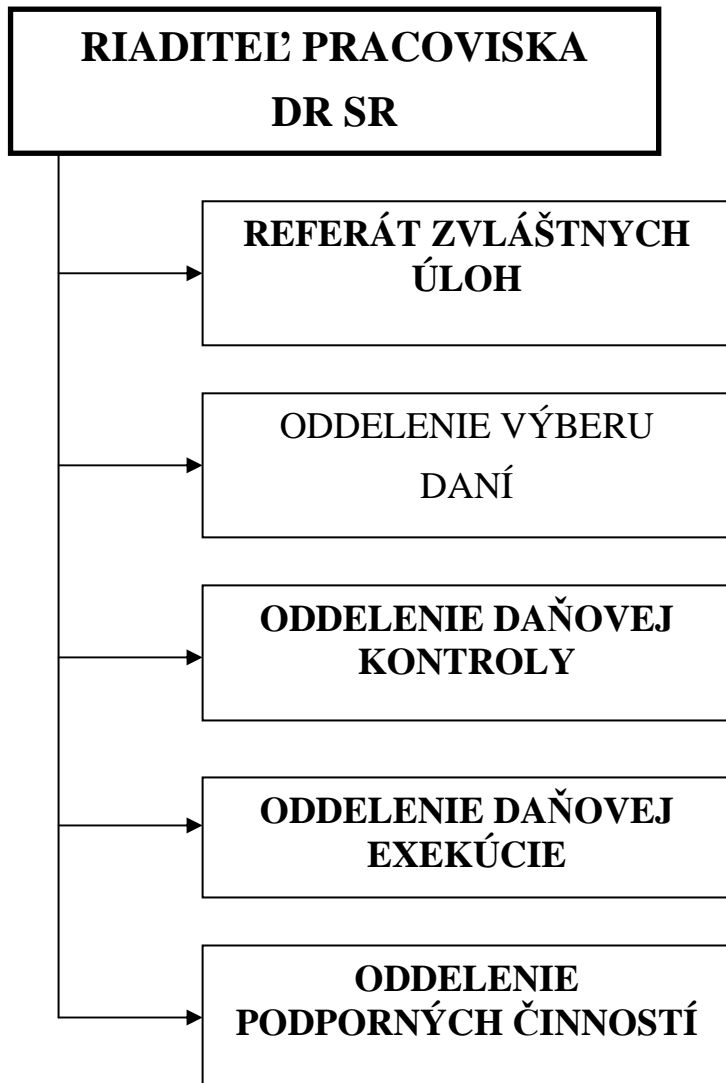 RIADITEĽ PRACOVISKA
DR SR
REFERÁT ZVLÁŠTNYCH
ÚLOH
ODDELENIE VÝBERU
DANÍ
ODDELENIE DAŇOVEJ
KONTROLY
ODDELENIE DAŇOVEJ
EXEKÚCIE
ODDELENIE
PODPORNÝCH ČINNOSTÍ